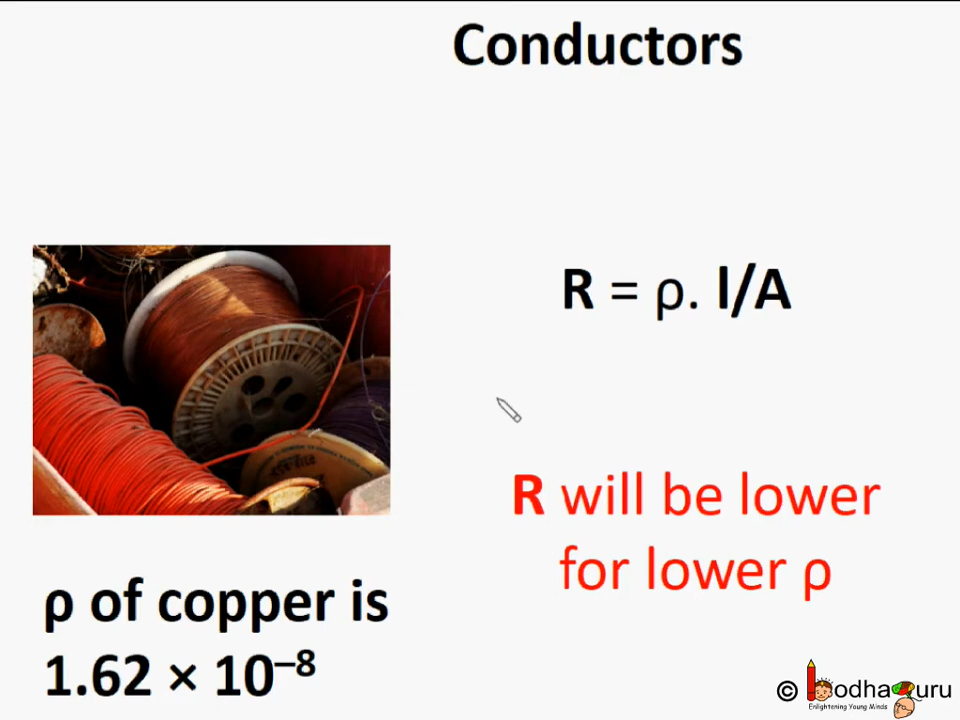 Conductors
R = ρ. l/A
R will be lower
for lower ρ
ρ of copper is
1.62 × 10⁻⁸
© BodhaGuru
Enlightening Young Minds